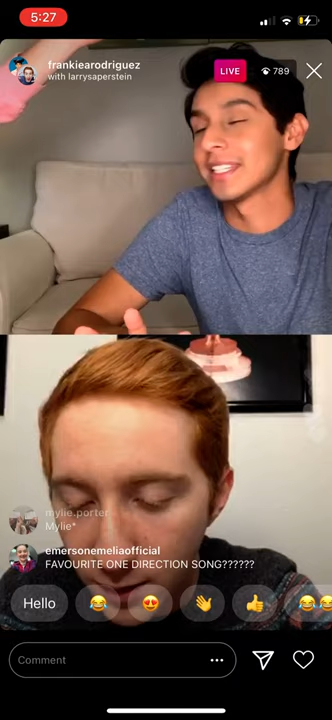 5:27
frankiearodriguez
with larrysaperstein
LIVE
789
mylie.porter
Mylie*
emersonemeliaofficial
FAVOURITE ONE DIRECTION SONG??????
Hello
Comment